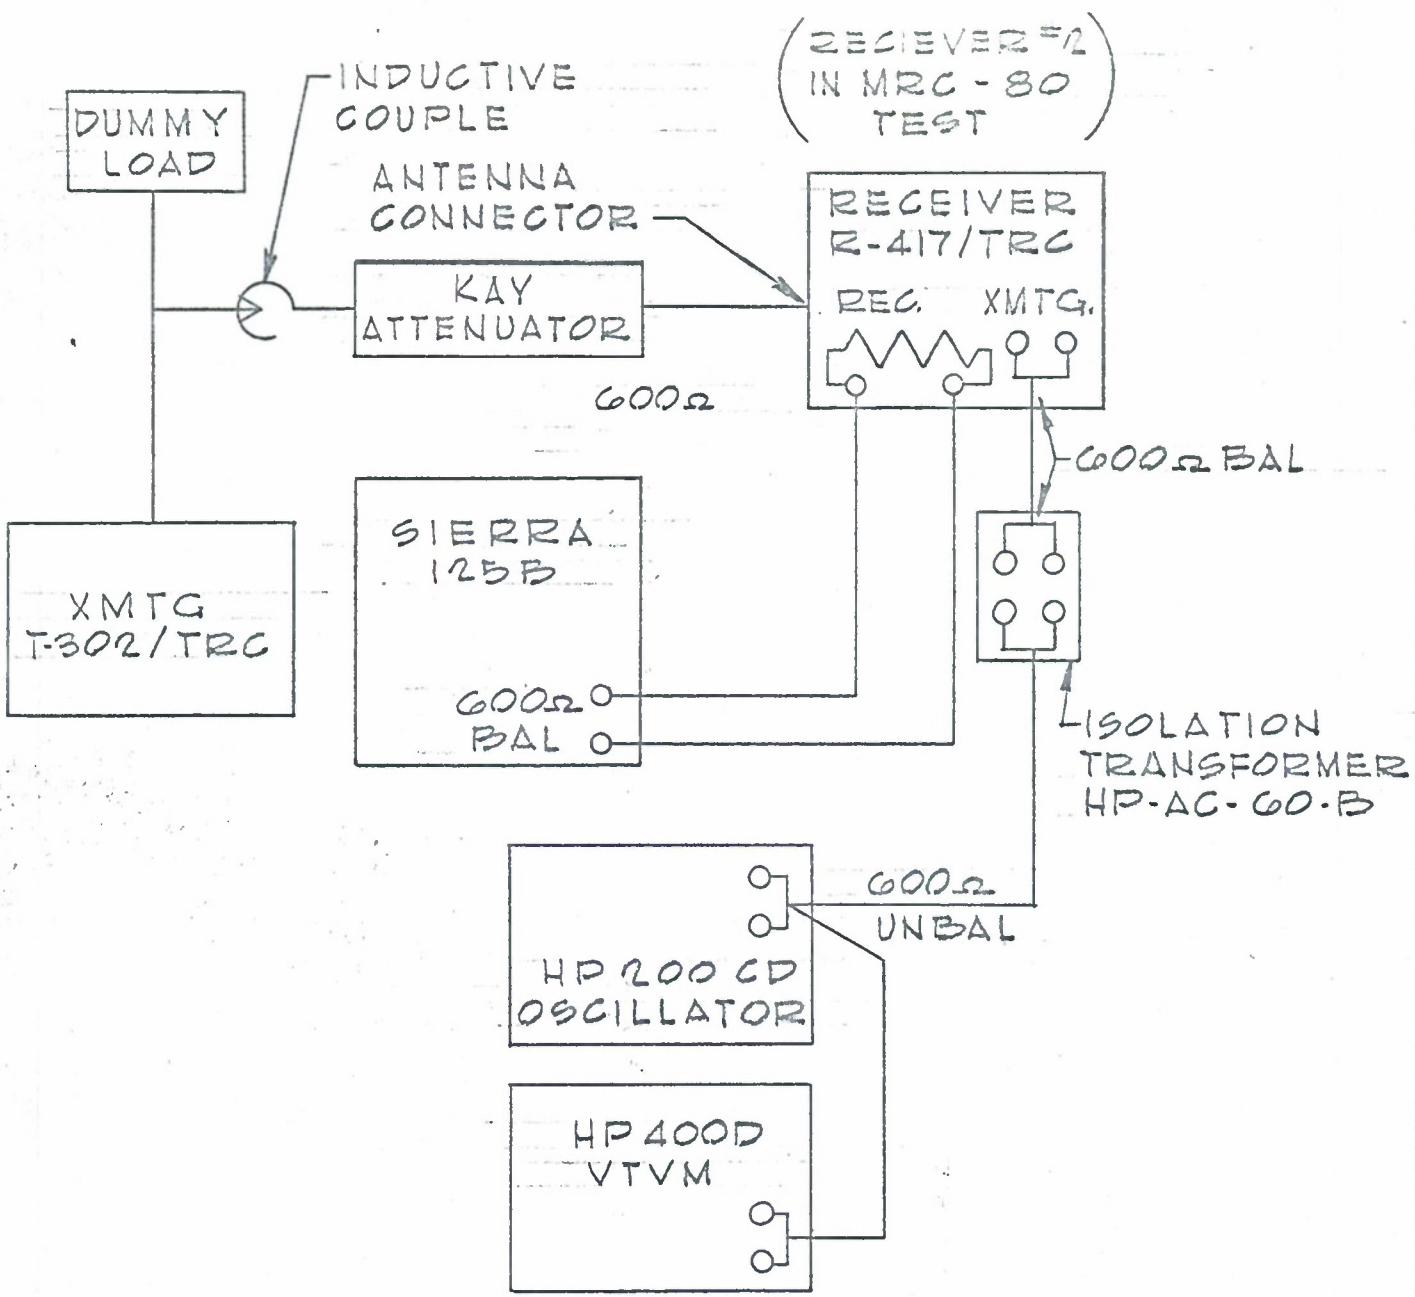 (RECIEVER #2
IN MRC - 80
TEST)
INDUCTIVE
COUPLE
DUMMY
LOAD
ANTENNA
CONNECTOR
RECEIVER
R-417/TRC
REC. XMTG.
KAY
ATTENUATOR
600Ω
600Ω BAL
SIERRA
125B
XMTG
T-302/TRC
600Ω
BAL
ISOLATION
TRANSFORMER
HP-AC-60-B
600Ω
UNBAL
HP 200 CD
OSCILLATOR
HP 400D
VTVM